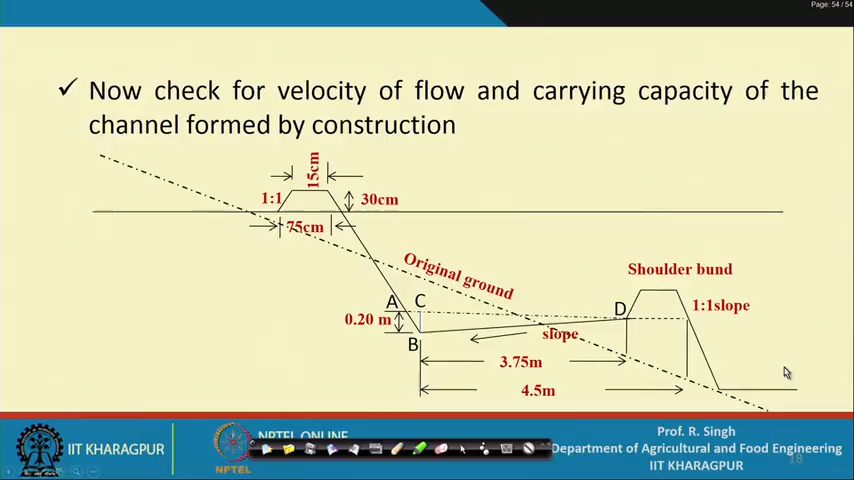 Page: 54 / 54
✓ Now check for velocity of flow and carrying capacity of the
channel formed by construction
15cm
1:1
30cm
75cm
Original ground
Shoulder bund
A C
D
1:1slope
0.20 m
B
slope
3.75m
4.5m
IIT KHARAGPUR
NPTEL
NPTEL ONLINE
Prof. R. Singh
Department of Agricultural and Food Engineering
IIT KHARAGPUR
18